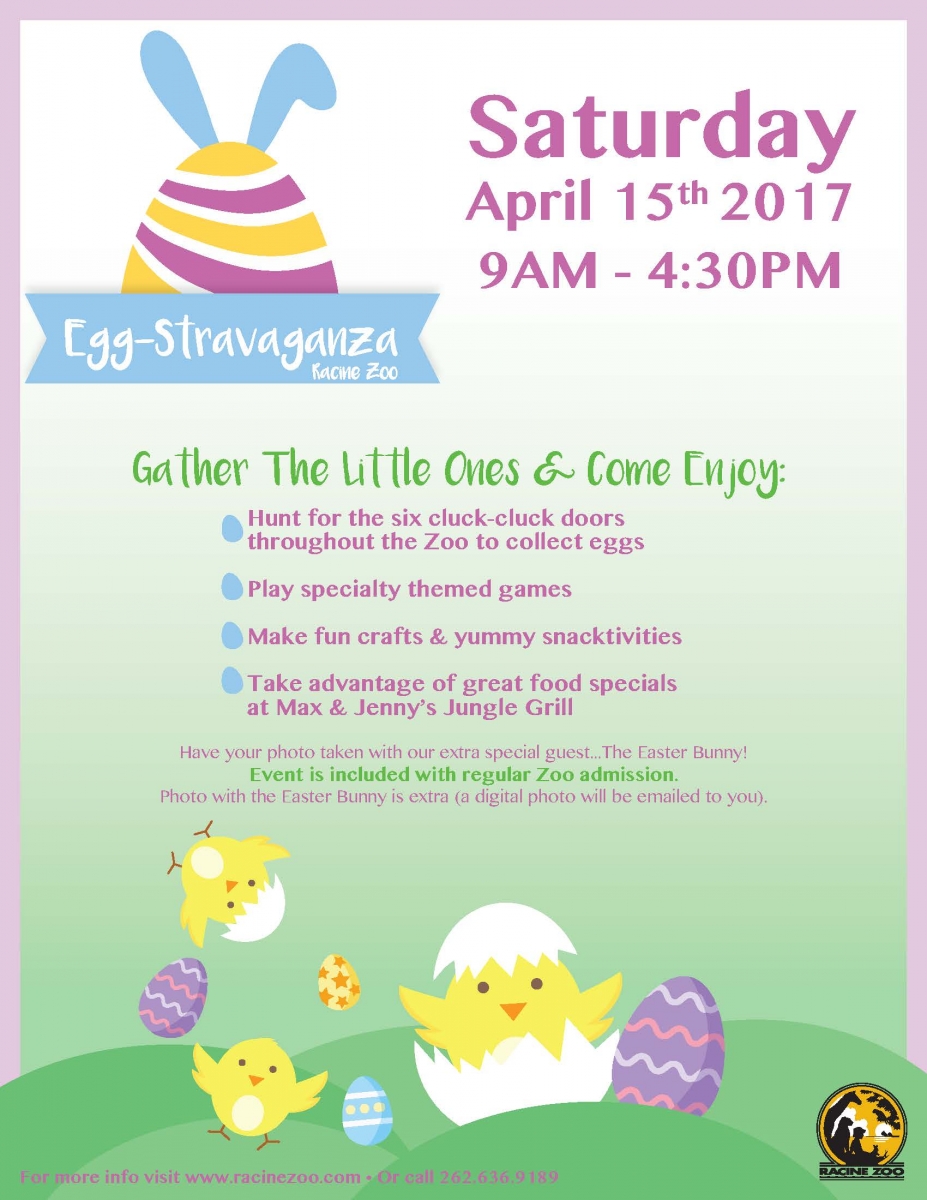 Saturday
April 15th 2017
9AM - 4:30PM
Egg-Stravaganza
Racine Zoo
Gather The Little Ones & Come Enjoy:
Hunt for the six cluck-cluck doors
throughout the Zoo to collect eggs
Play specialty themed games
Make fun crafts & yummy snacktivities
Take advantage of great food specials
at Max & Jenny's Jungle Grill
Have your photo taken with our extra special guest...The Easter Bunny!
Event is included with regular Zoo admission.
Photo with the Easter Bunny is extra (a digital photo will be emailed to you).
RACINE ZOO
For more info visit www.racinezoo.com • Or call 262.636.9189